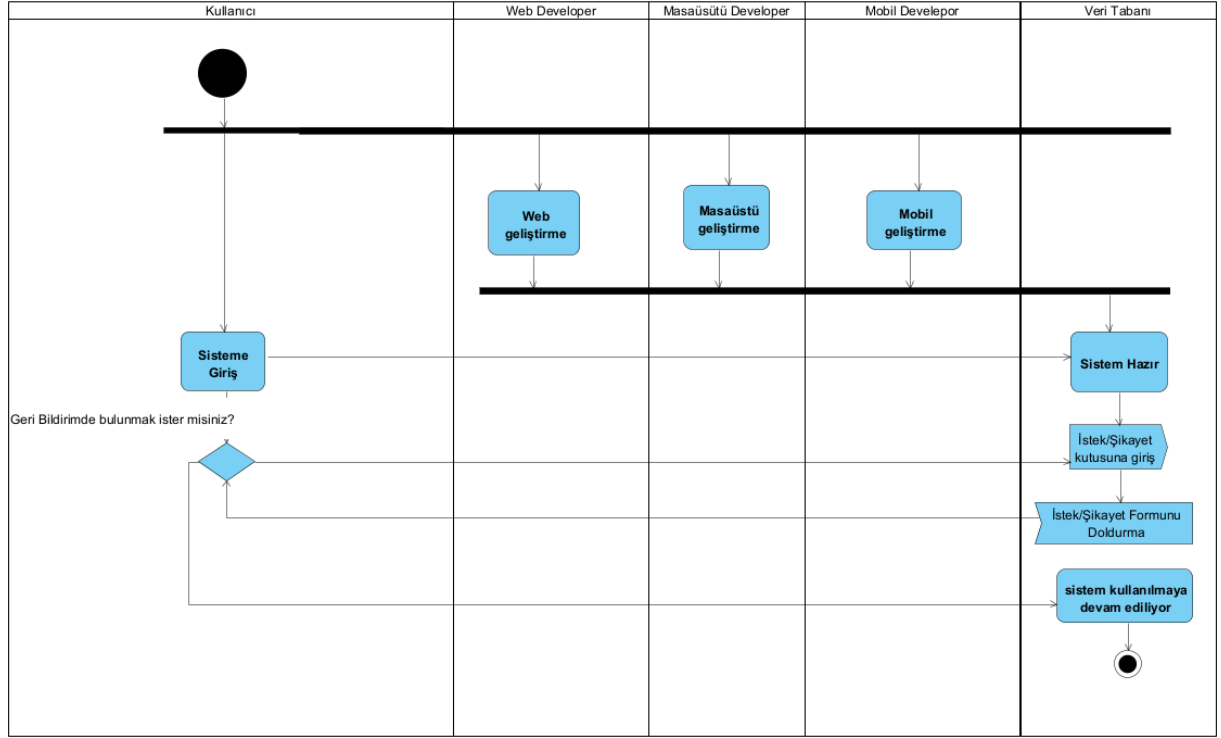 Kullanıcı
Web Developer
Masaüsütü Developer
Mobil Develepor
Veri Tabanı
Web
geliştirme
Masaüstü
geliştirme
Mobil
geliştirme
Sisteme
Giriş
Sistem Hazır
Geri Bildirimde bulunmak ister misiniz?
İstek/Şikayet
kutusuna giriş
İstek/Şikayet Formunu
Doldurma
sistem kullanılmaya
devam ediliyor